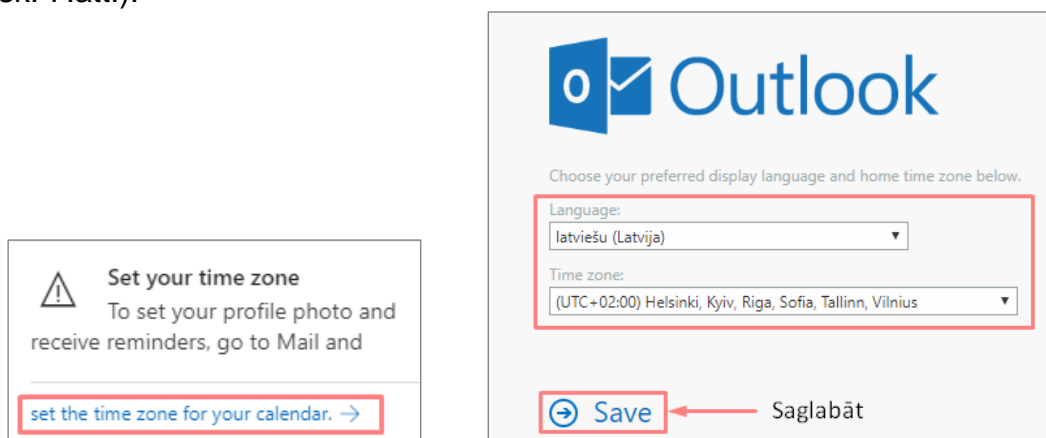 Set your time zone
To set your profile photo and
receive reminders, go to Mail and
set the time zone for your calendar. →
Outlook
Choose your preferred display language and home time zone below.
Language:
latviešu (Latvija)
Time zone:
(UTC+02:00) Helsinki, Kyiv, Riga, Sofia, Tallinn, Vilnius
Save
Saglabāt